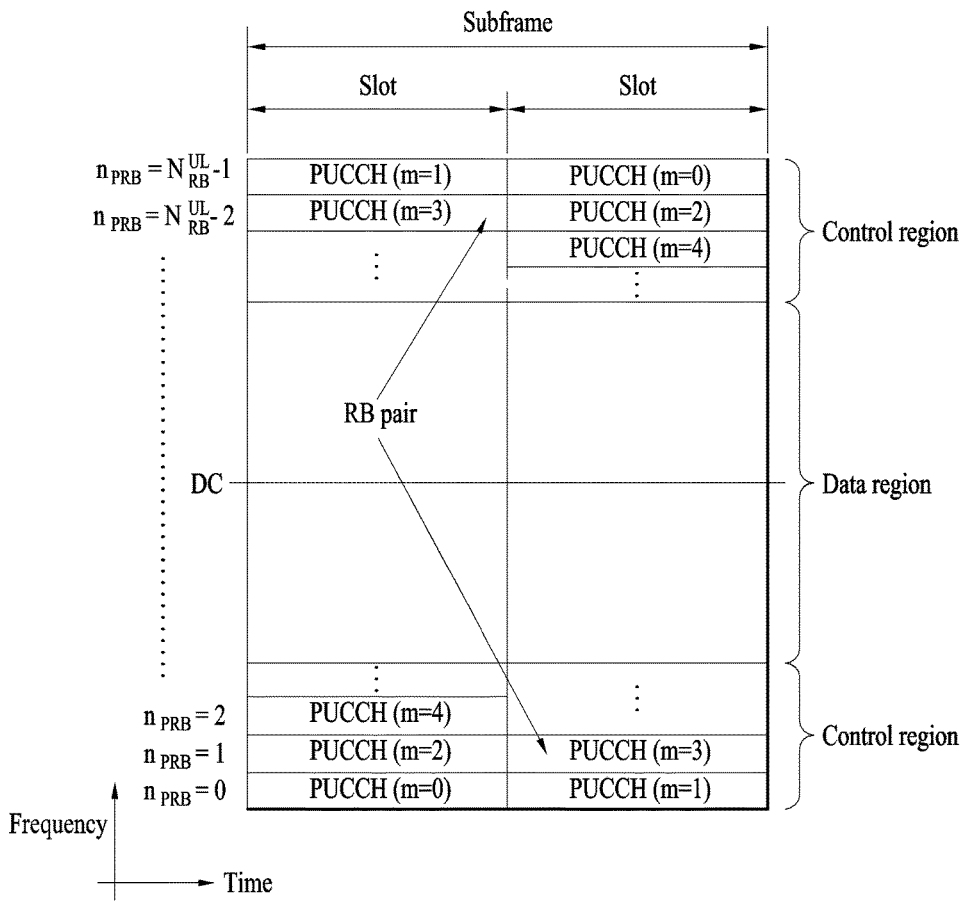 Subframe
Slot Slot
n PRB = N UL RB -1 PUCCH (m=1) PUCCH (m=0)
n PRB = N UL RB - 2 PUCCH (m=3) PUCCH (m=2)
PUCCH (m=4)
Control region
RB pair
DC
Data region
n PRB = 2 PUCCH (m=4)
n PRB = 1 PUCCH (m=2) PUCCH (m=3)
Control region
n PRB = 0 PUCCH (m=0) PUCCH (m=1)
Frequency
Time